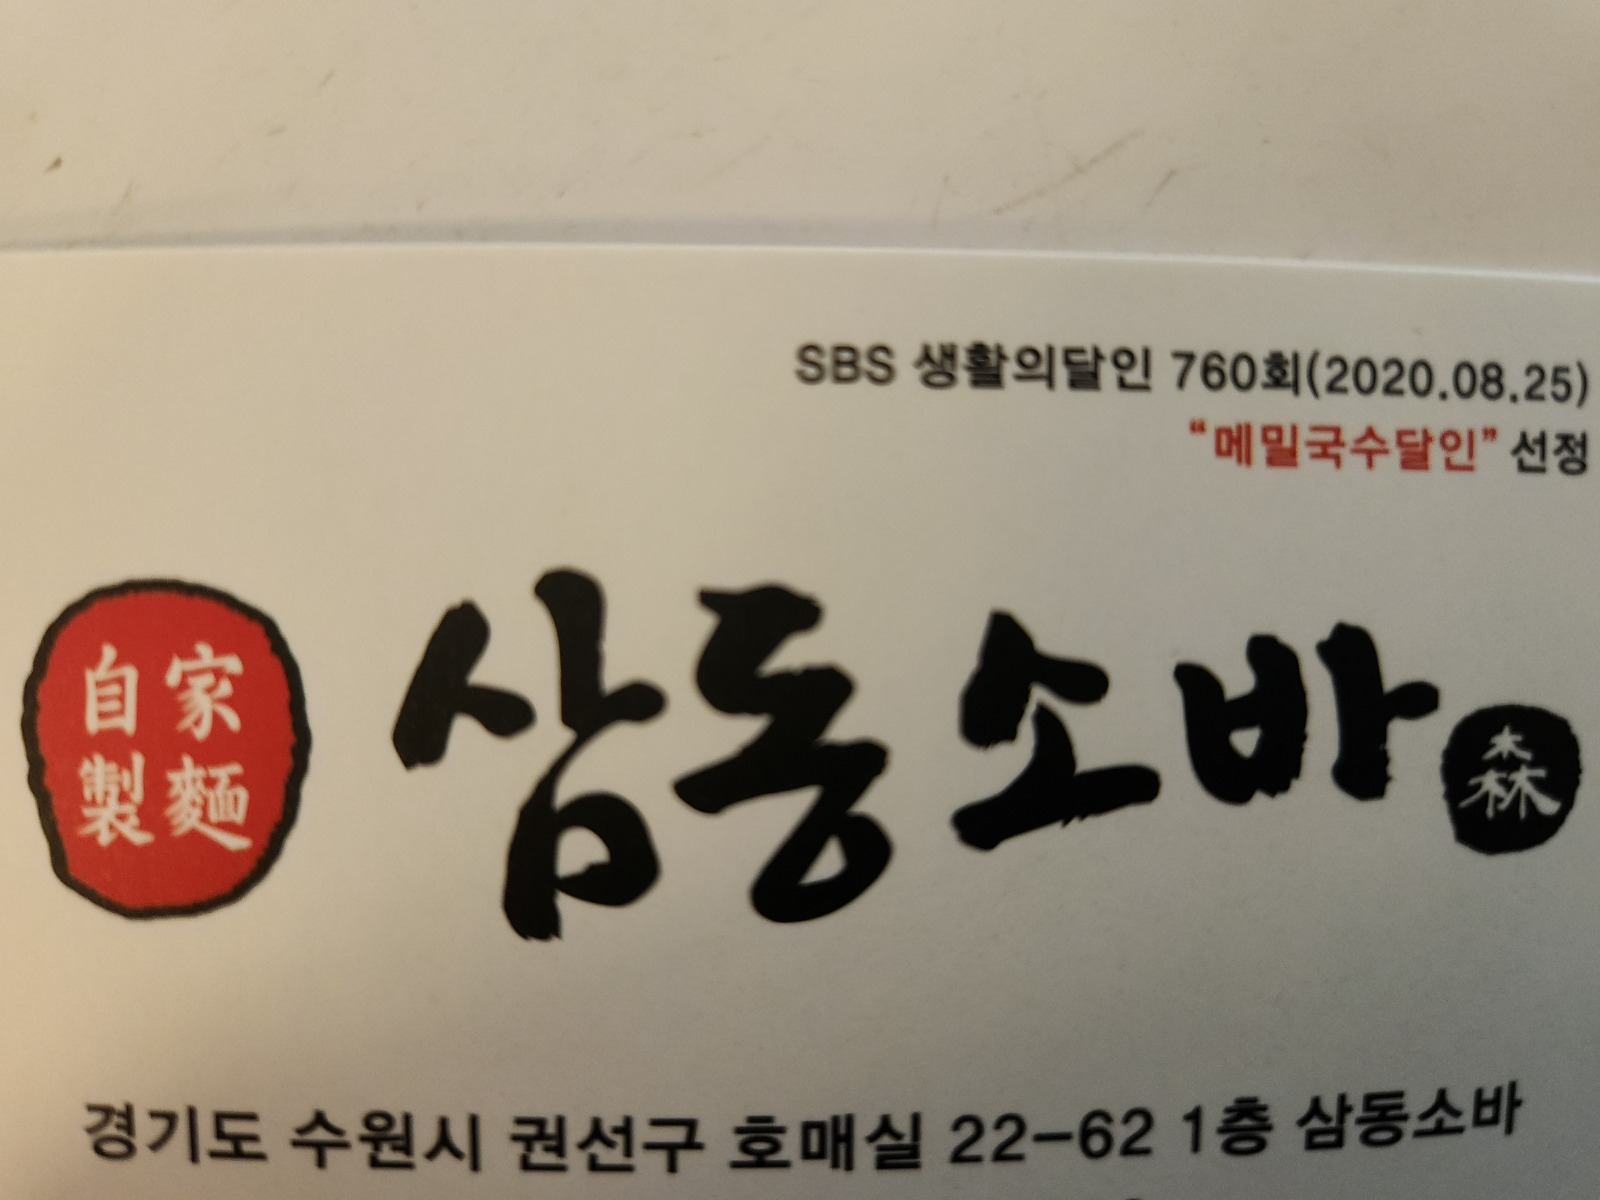 SBS 생활의달인 760회(2020.08.25)
“메밀국수달인” 선정
自家
製麵
삼동소바
森
경기도 수원시 권선구 호매실 22-62 1층 삼동소바